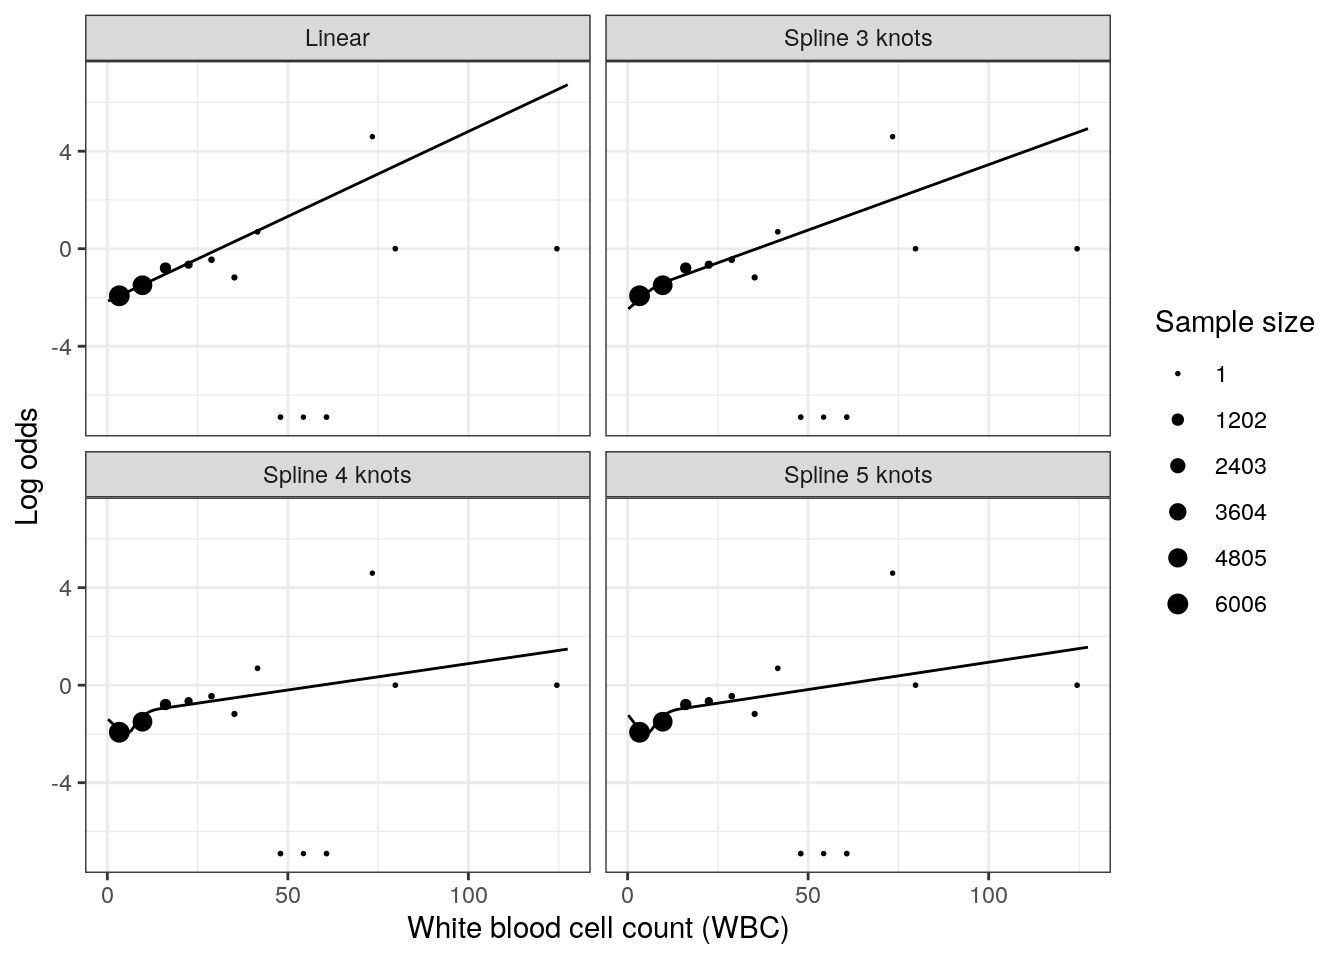 Linear
Spline 3 knots
4
0
-4
Spline 4 knots
Spline 5 knots
4
0
-4
0
50
100
0
50
100
Log odds
White blood cell count (WBC)
Sample size
1
1202
2403
3604
4805
6006